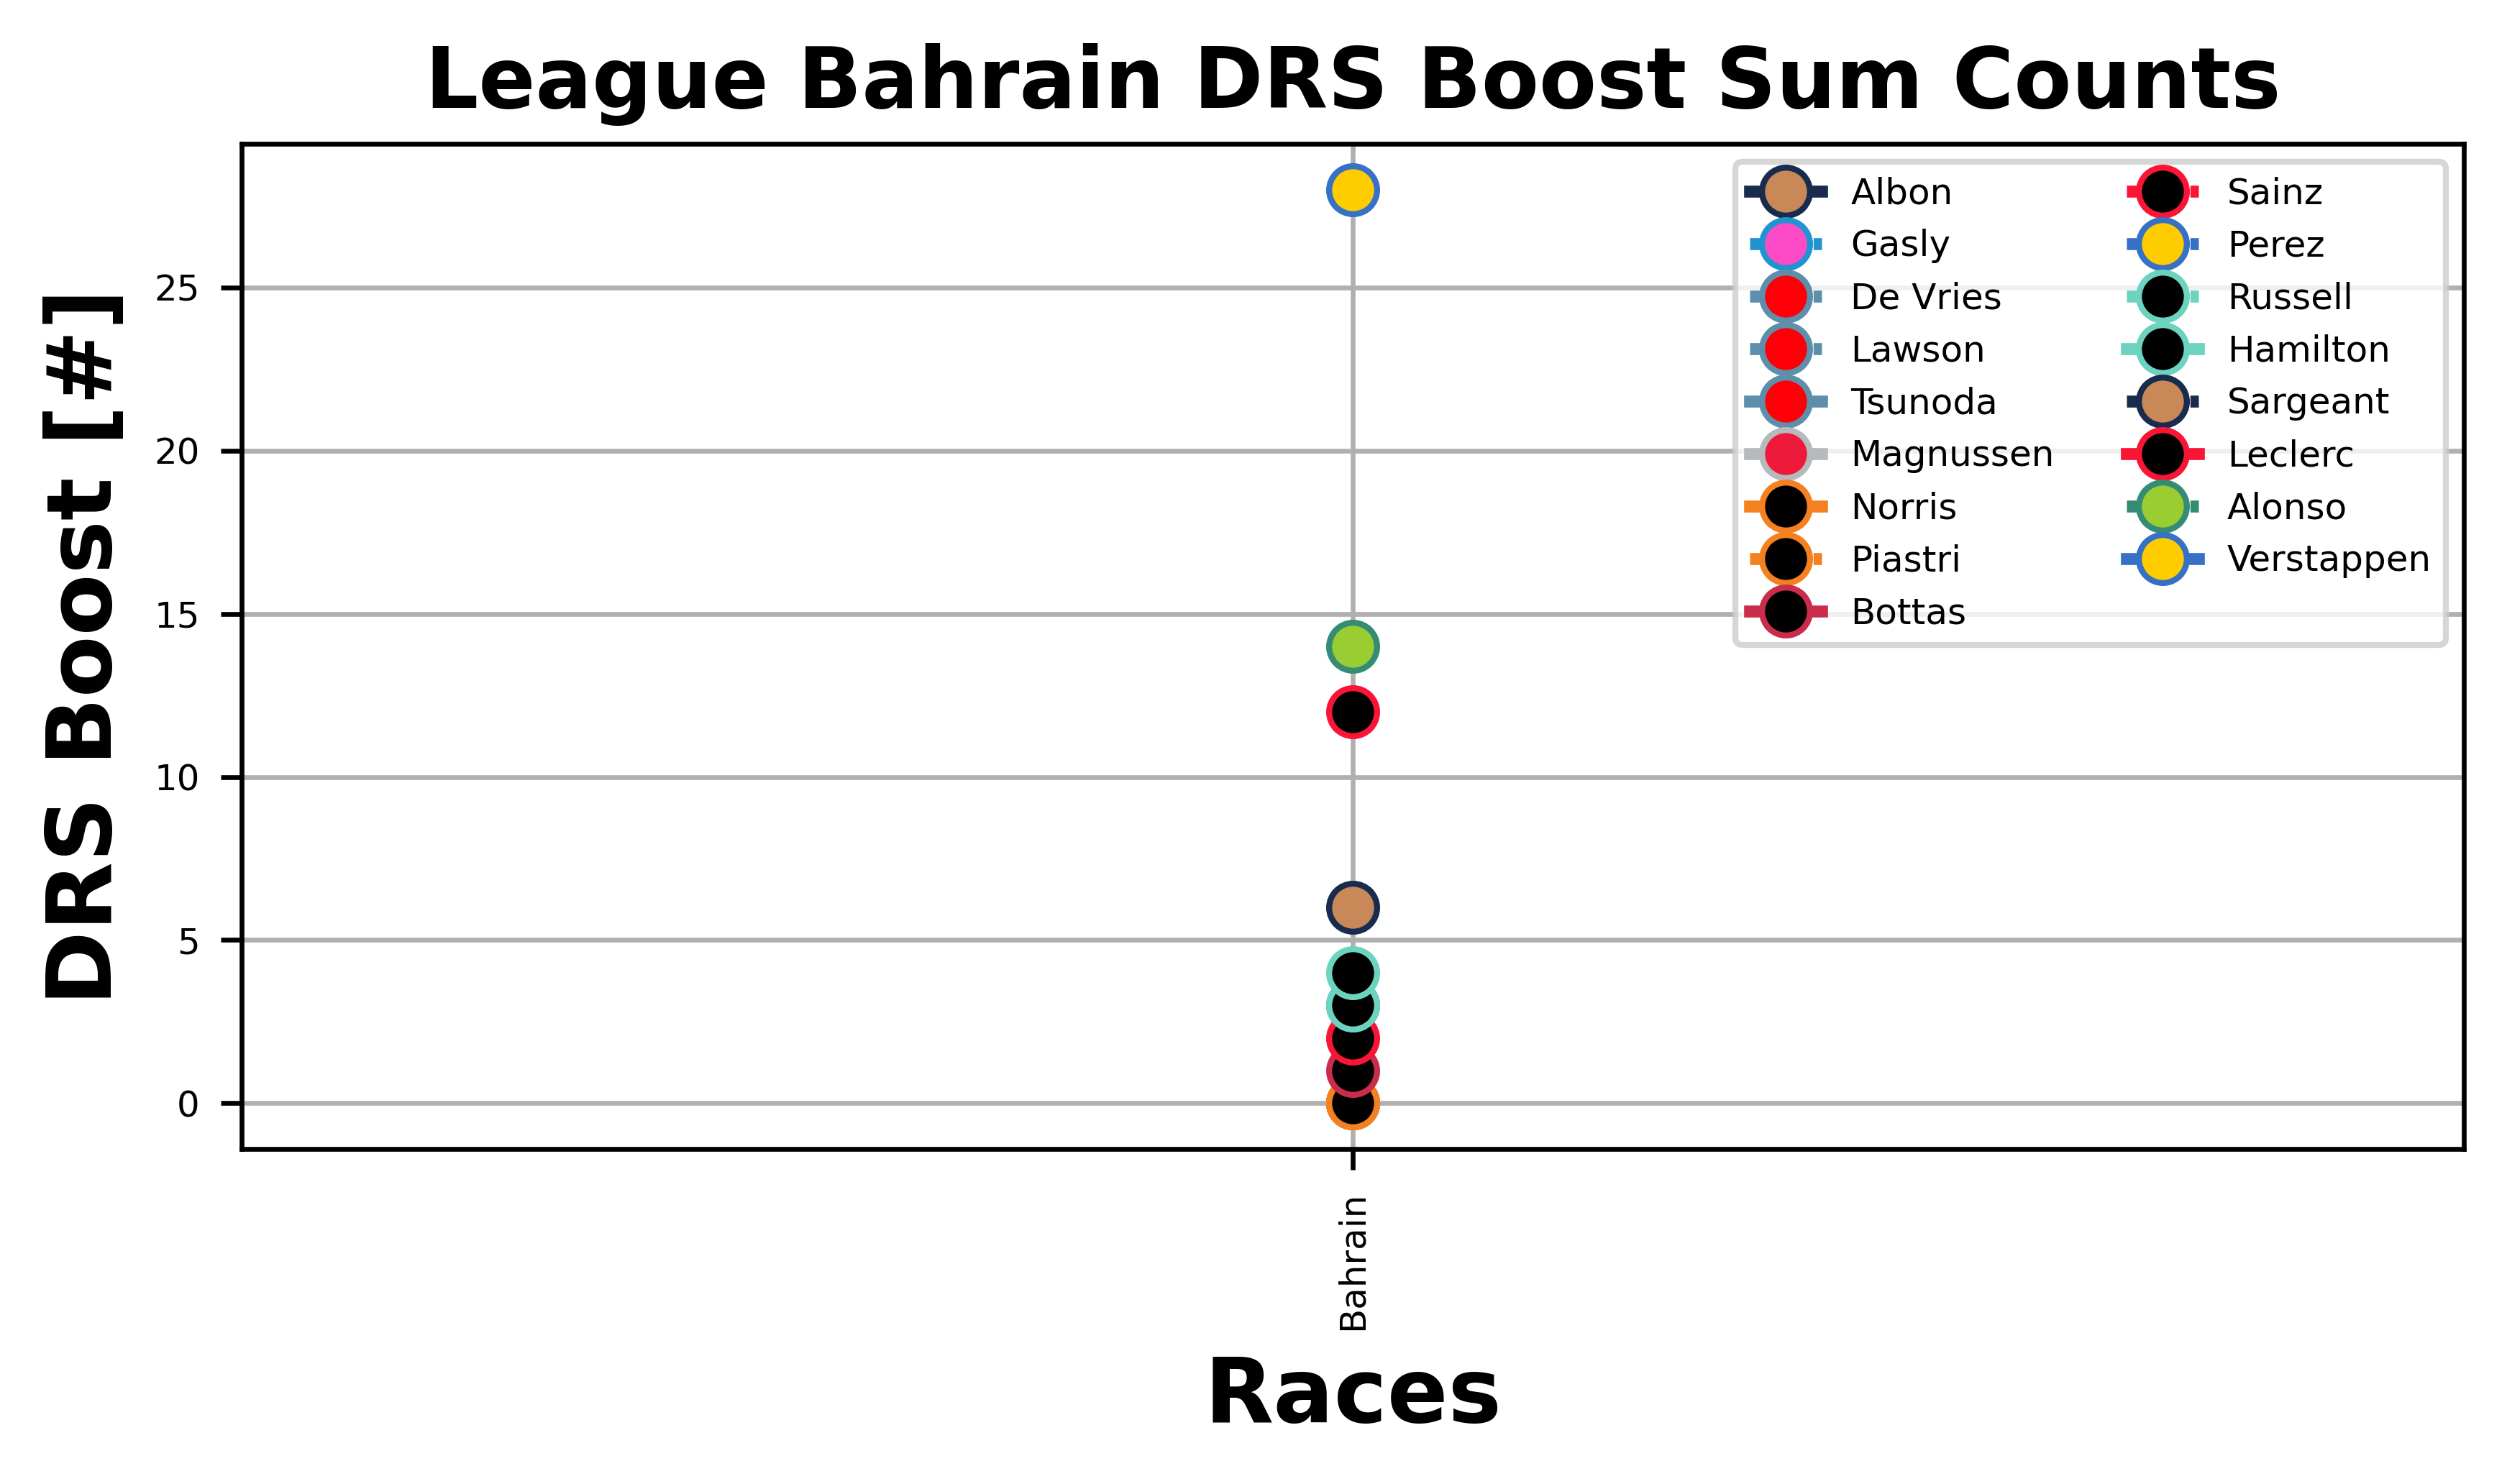 League Bahrain DRS Boost Sum Counts
DRS Boost [#]
25
20
15
10
5
0
Albon
Gasly
De Vries
Lawson
Tsunoda
Magnussen
Norris
Piastri
Bottas
Sainz
Perez
Russell
Hamilton
Sargeant
Leclerc
Alonso
Verstappen
Bahrain
Races